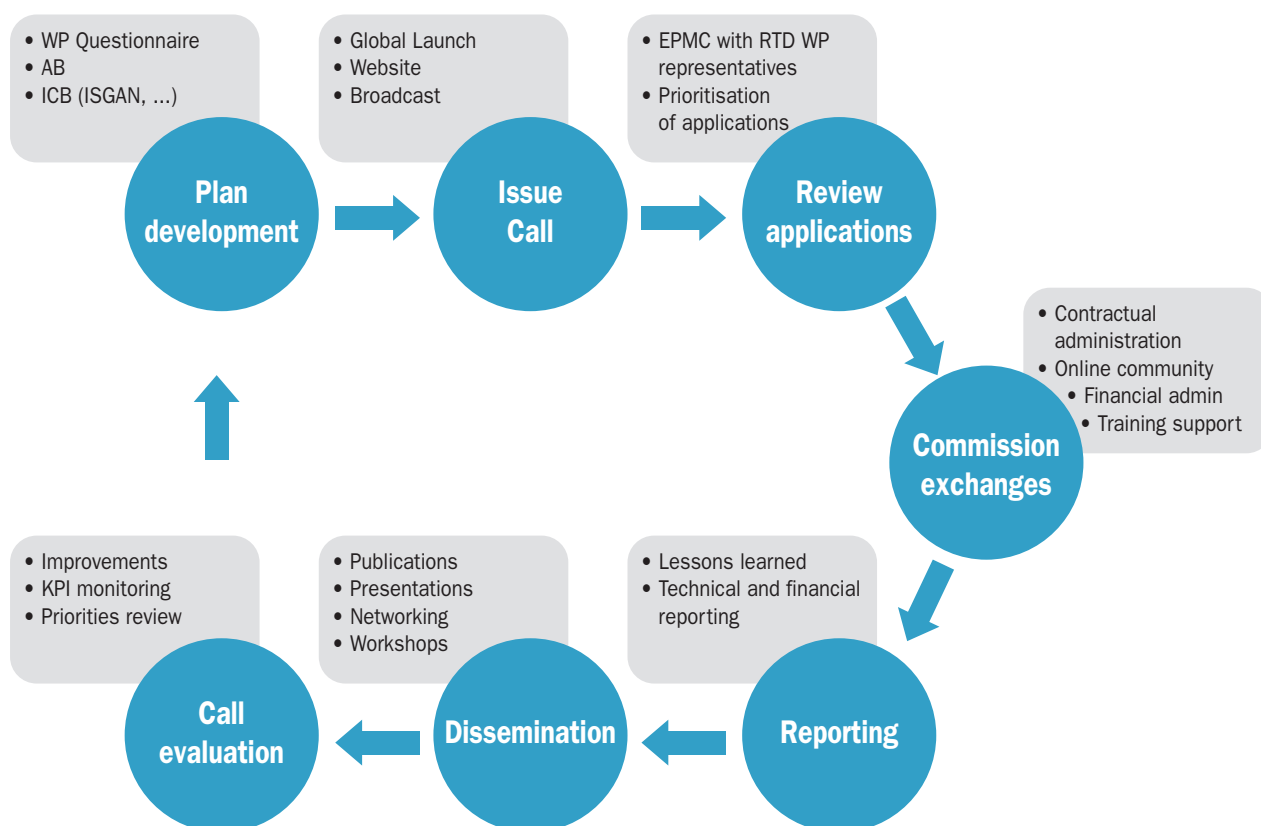 • WP Questionnaire
• AB
• ICB (ISGAN, ...)
Plan
development
• Global Launch
• Website
• Broadcast
Issue
Call
• EPMC with RTD WP
representatives
• Prioritisation
of applications
Review
applications
• Contractual
administration
• Online community
• Financial admin
• Training support
Commission
exchanges
• Lessons learned
• Technical and financial
reporting
Reporting
• Publications
• Presentations
• Networking
• Workshops
Dissemination
• Improvements
• KPI monitoring
• Priorities review
Call
evaluation